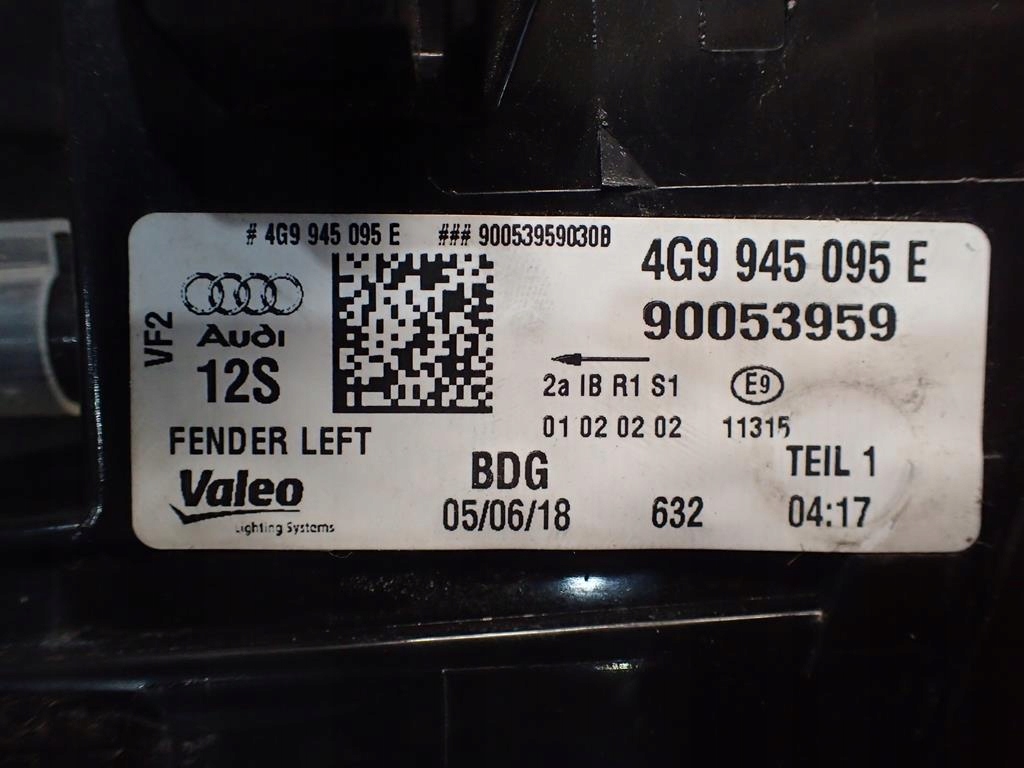 # 4G9 945 095 E ### 90053959030B
4G9 945 095 E
90053959
VF2
Audi
12S
2a IB R1 S1 E9
01 02 02 02 11315
FENDER LEFT
Valeo
Lighting Systems
BDG
TEIL 1
05/06/18 632 04:17